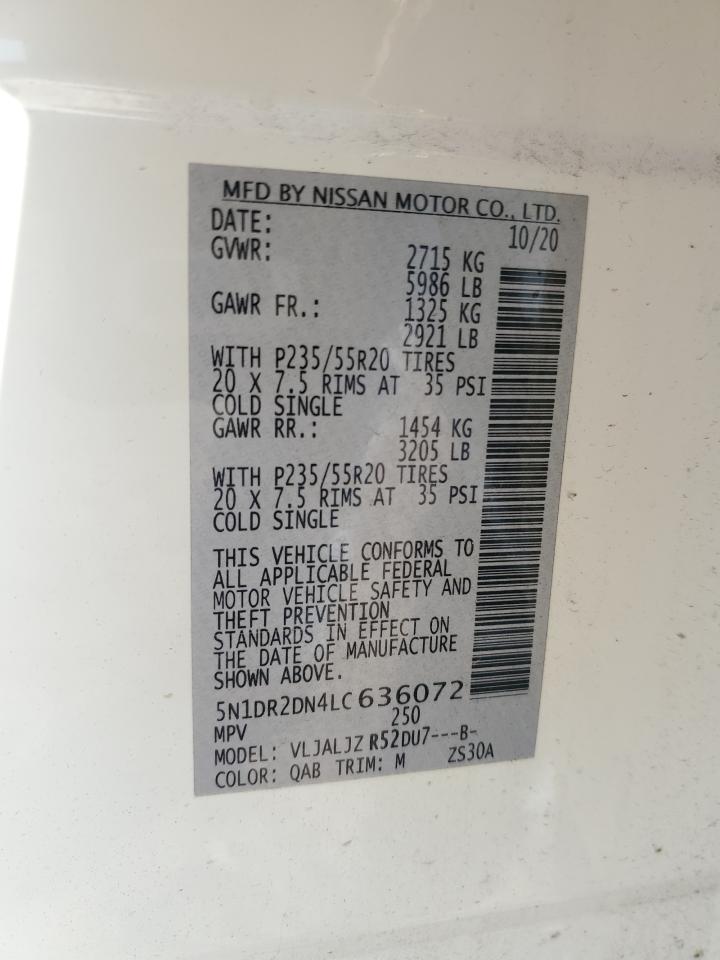 MFD BY NISSAN MOTOR CO., LTD.
DATE: 10/20
GVWR: 2715 KG
5986 LB
GAWR FR.: 1325 KG
2921 LB
WITH P235/55R20 TIRES
20 X 7.5 RIMS AT 35 PSI
COLD SINGLE
GAWR RR.: 1454 KG
3205 LB
WITH P235/55R20 TIRES
20 X 7.5 RIMS AT 35 PSI
COLD SINGLE
THIS VEHICLE CONFORMS TO
ALL APPLICABLE FEDERAL
MOTOR VEHICLE SAFETY AND
THEFT PREVENTION
STANDARDS IN EFFECT ON
THE DATE OF MANUFACTURE
SHOWN ABOVE.
5N1DR2DN4LC636072
MPV 250
MODEL: VLJALJZ R52DU7---B-
COLOR: QAB TRIM: M ZS30A